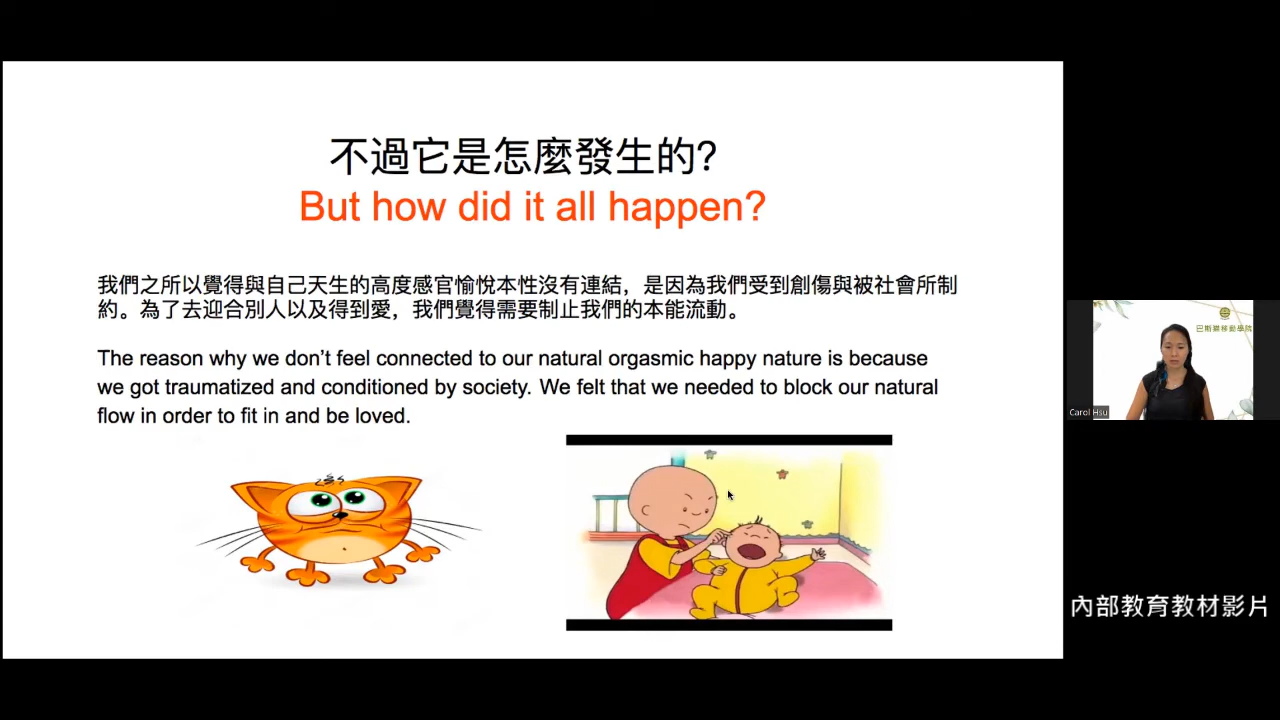 不過它是怎麼發生的?
But how did it all happen?
我們之所以覺得與自己天生的高度感官愉悅本性沒有連結，是因為我們受到創傷與被社會所制
約。為了去迎合別人以及得到愛，我們覺得需要制止我們的本能流動。
The reason why we don’t feel connected to our natural orgasmic happy nature is because
we got traumatized and conditioned by society. We felt that we needed to block our natural
flow in order to fit in and be loved.
巴斯貓移動學院
Carol Hsu
內部教育教材影片